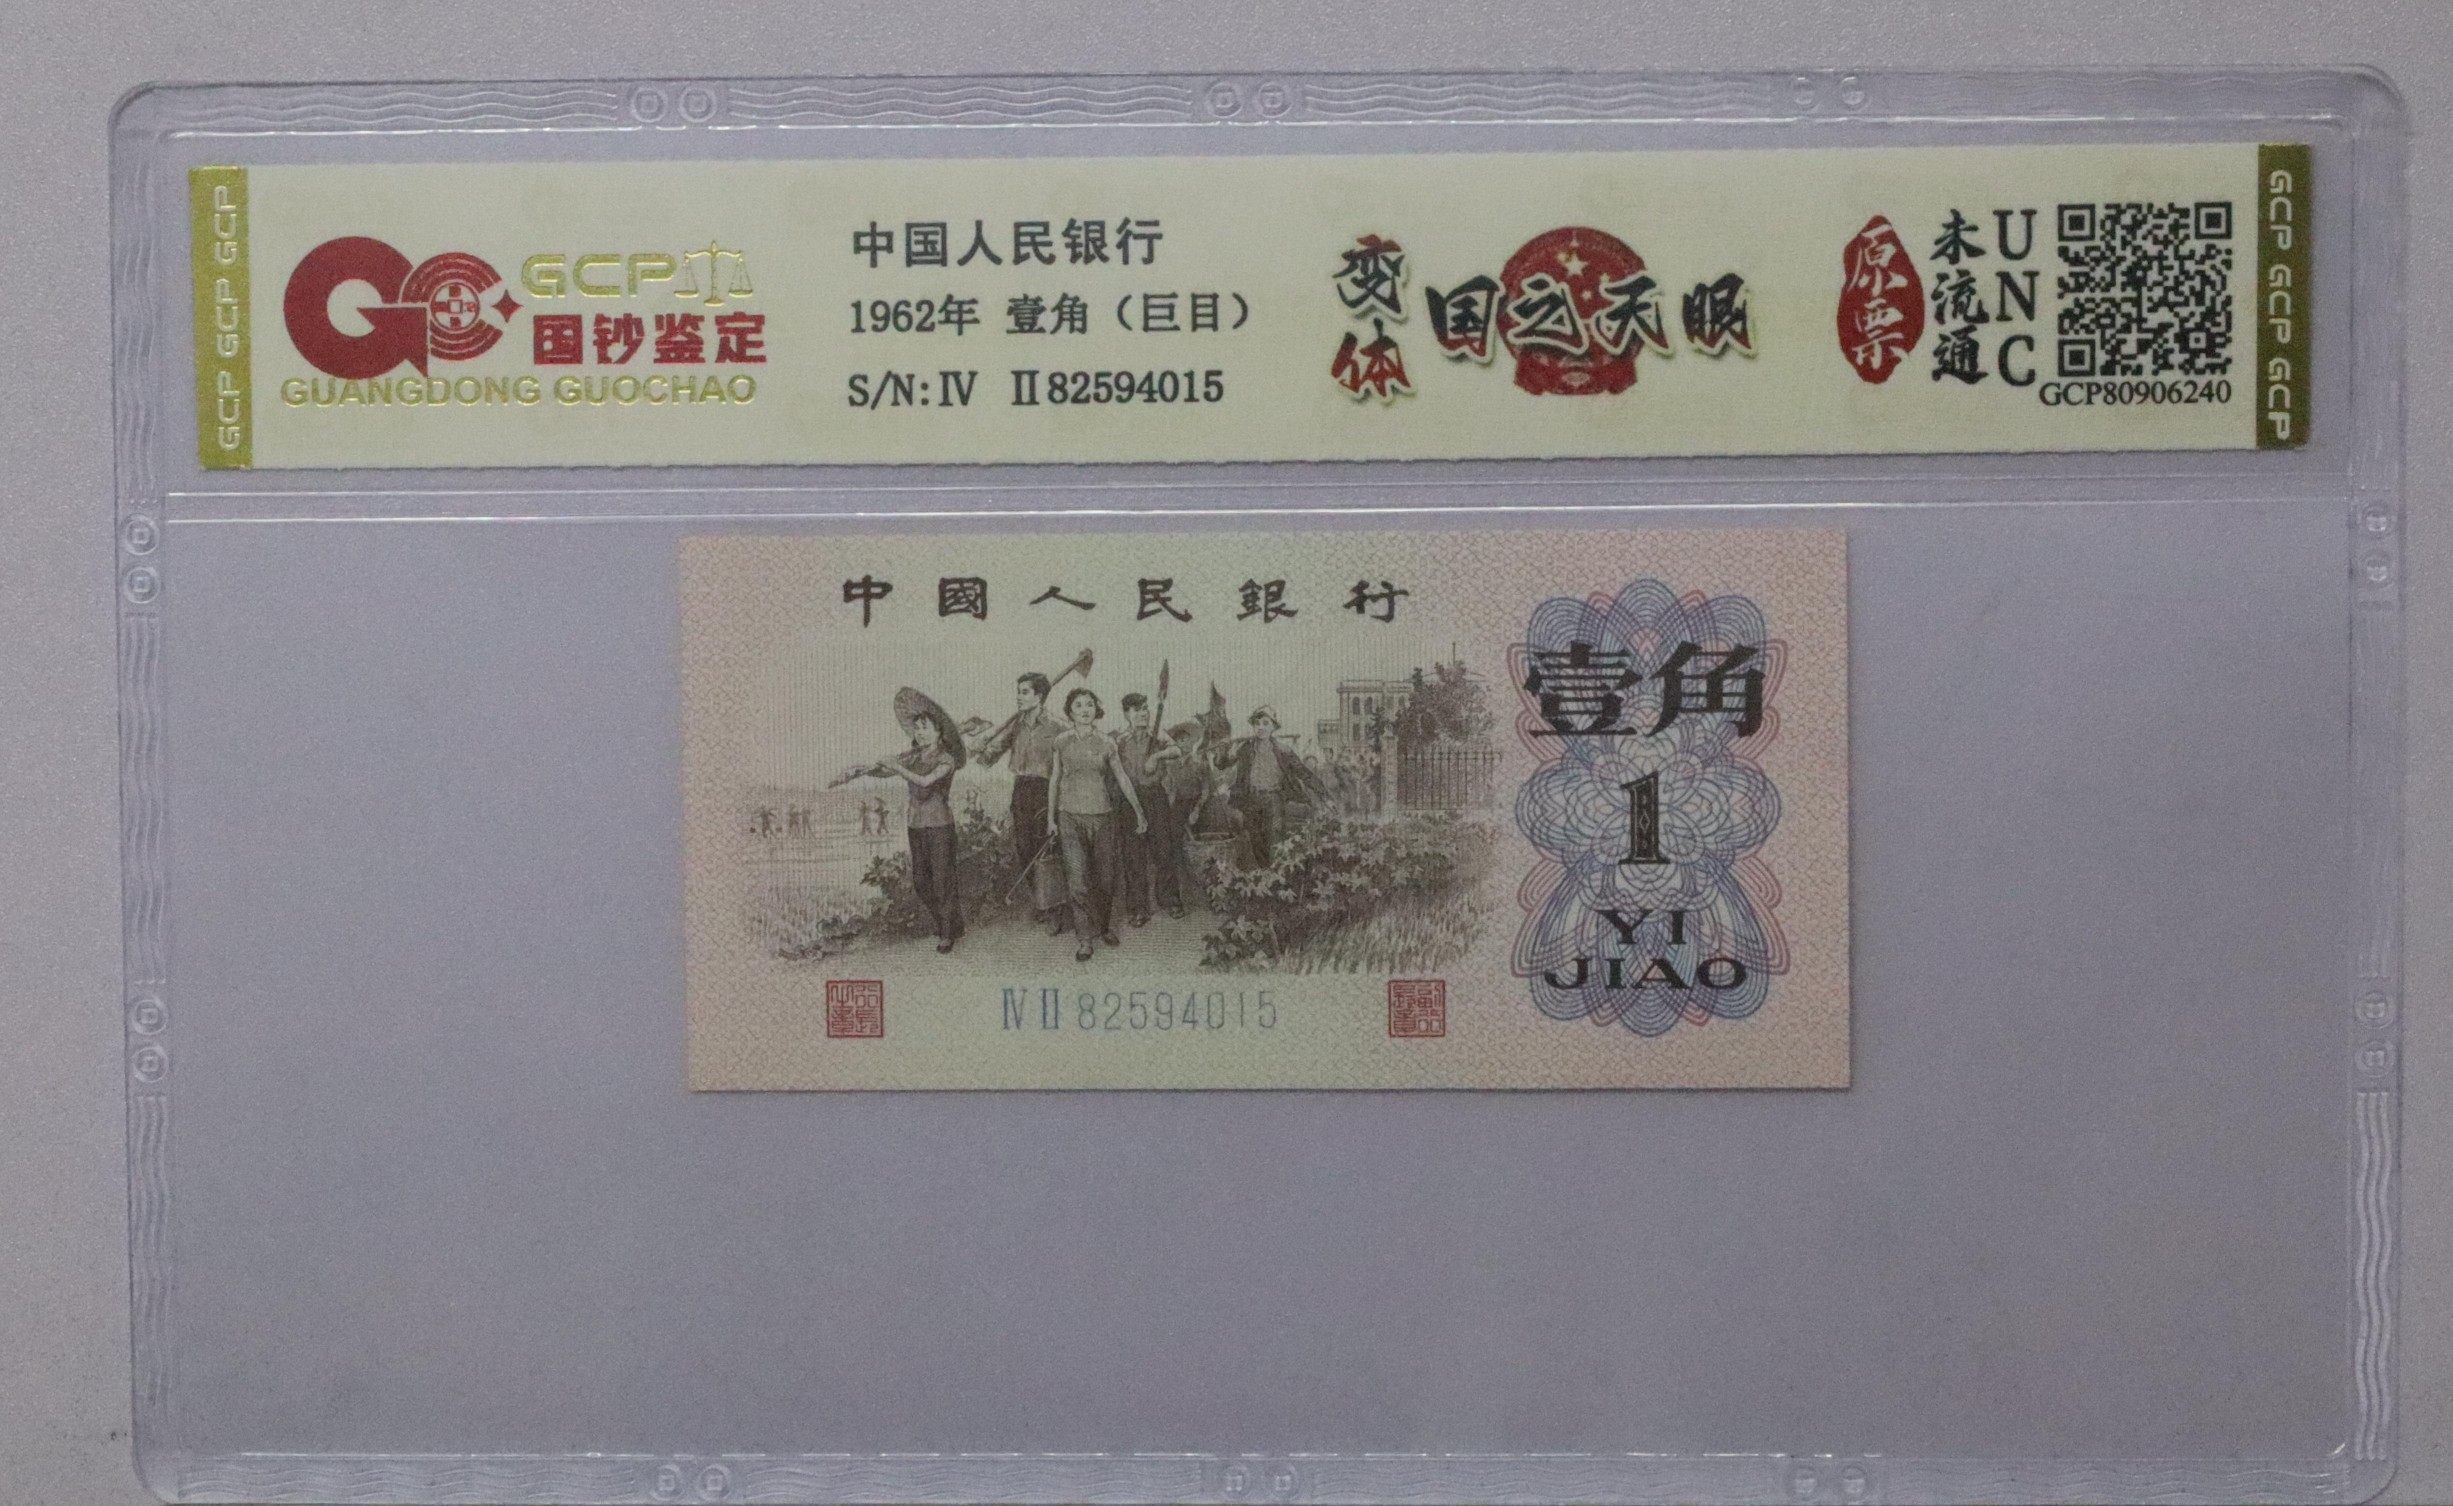 GCP GCP GCP
GCP
国钞鉴定
GUANGDONG GUOCHAO
中国人民银行
1962年 壹角（巨目）
S/N: Ⅳ Ⅱ82594015
变体
国之天眼
原票
未流通
UNC
GCP80906240
GCP GCP GCP
中國人民銀行
壹角
1
YI
JIAO
Ⅳ Ⅱ 82594015